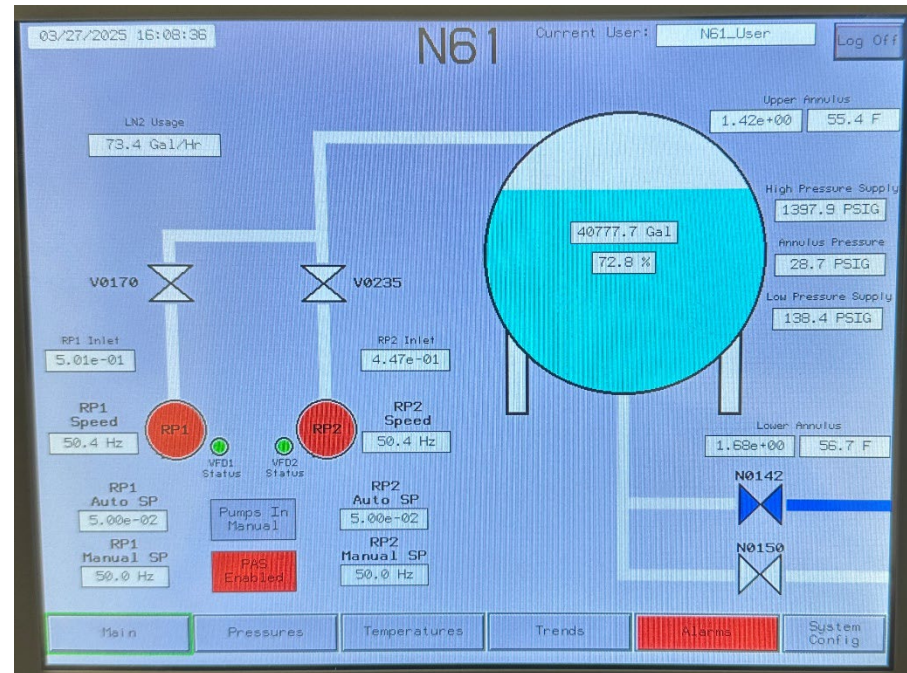 03/27/2025 16:08:36
N61
Current User:
N61_User
Log Off
LN2 Usage
73.4 Gal/Hr
Upper Annulus
1.42e+00
55.4 F
High Pressure Supply
1397.9 PSIG
40777.7 Gal
72.8 %
Annulus Pressure
28.7 PSIG
Low Pressure Supply
138.4 PSIG
V0170
V0235
RP1 Inlet
5.01e-01
RP2 Inlet
4.47e-01
RP1
Speed
50.4 Hz
RP1
RP2
RP2
Speed
50.4 Hz
VFD1
Status
VFD2
Status
Lower Annulus
1.68e+00
56.7 F
N0142
N0150
RP1
Auto SP
5.00e-02
RP1
Manual SP
50.0 Hz
Pumps In
Manual
PAS
Enabled
RP2
Auto SP
5.00e-02
RP2
Manual SP
50.0 Hz
Main
Pressures
Temperatures
Trends
Alarms
System
Config